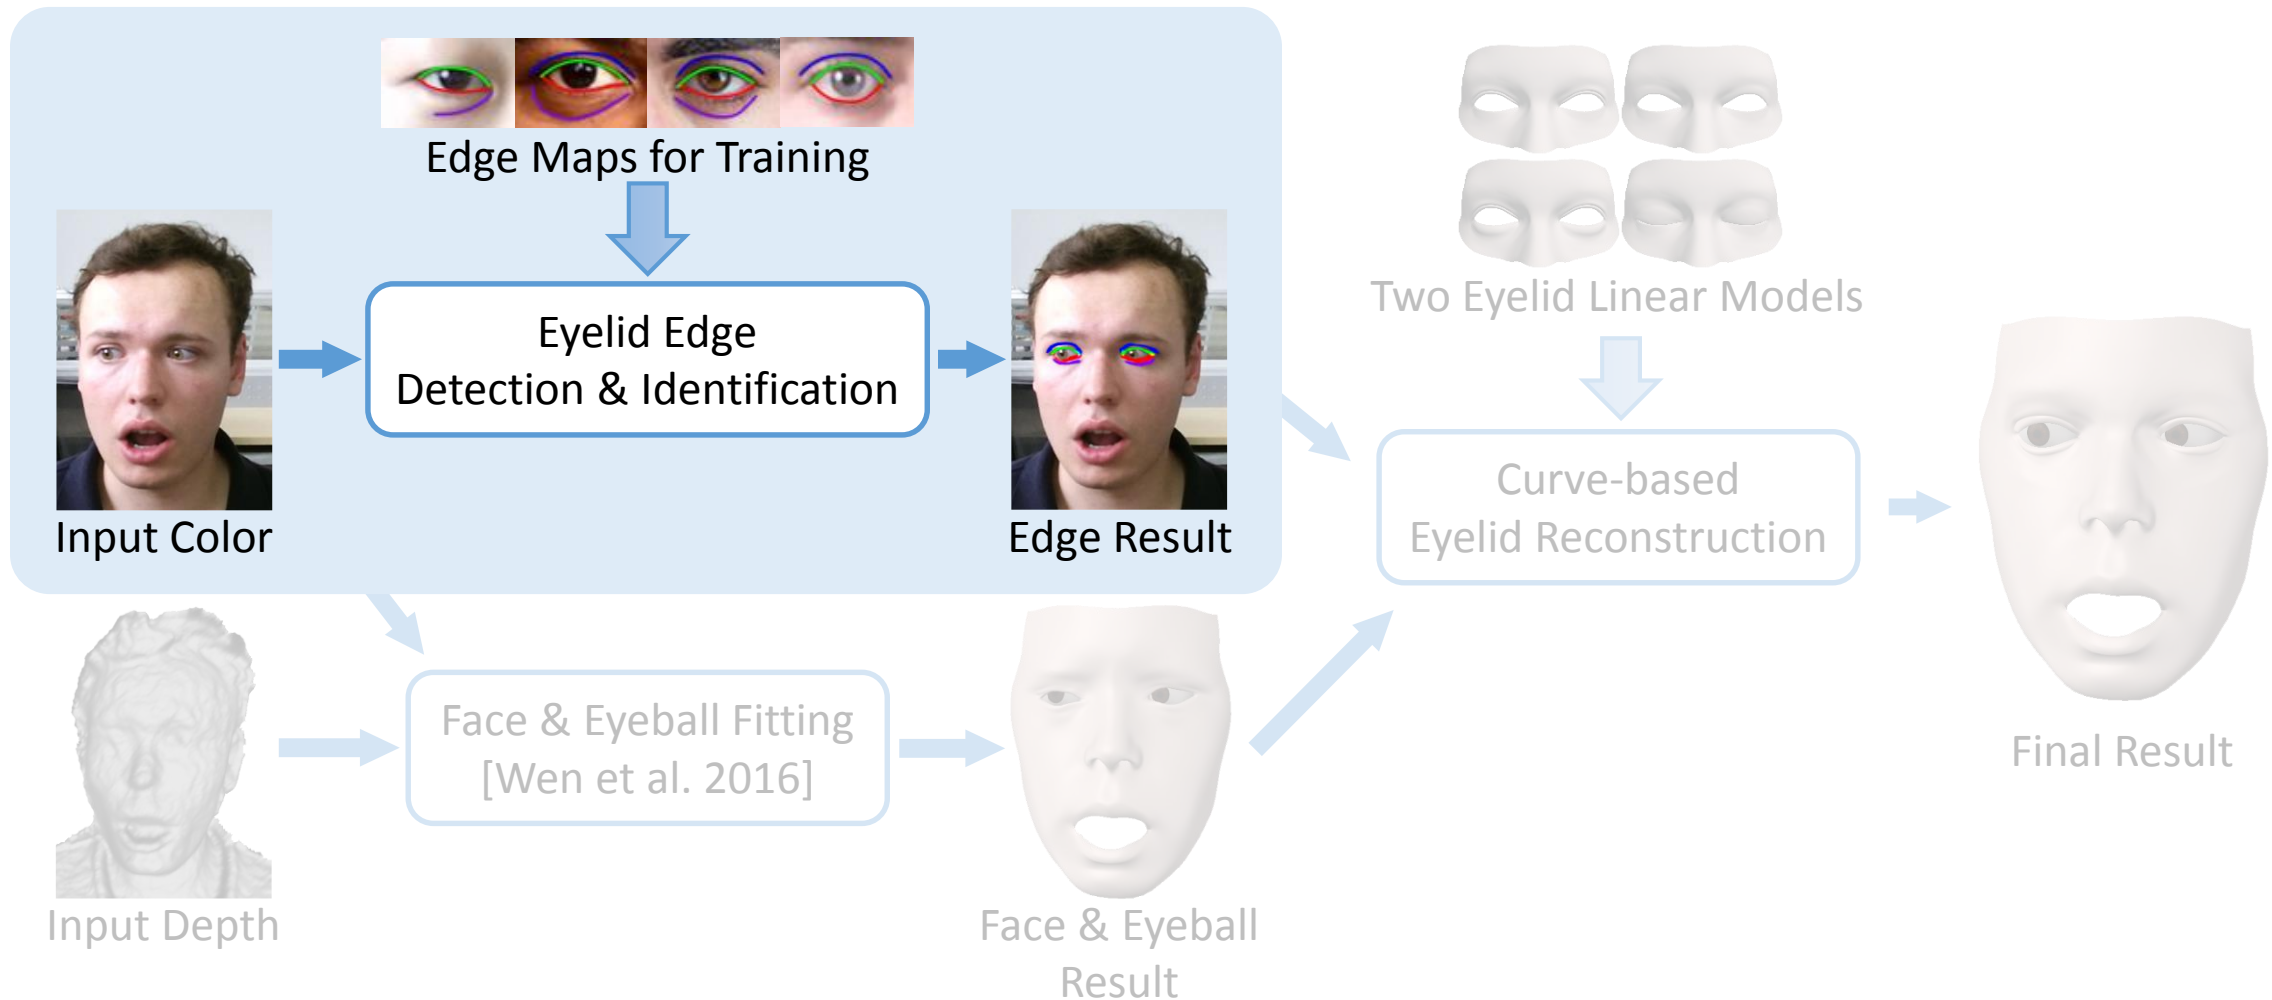 Edge Maps for Training
Eyelid Edge
Detection & Identification
Input Color
Edge Result
Two Eyelid Linear Models
Curve-based
Eyelid Reconstruction
Face & Eyeball Fitting
[Wen et al. 2016]
Input Depth
Face & Eyeball
Result
Final Result